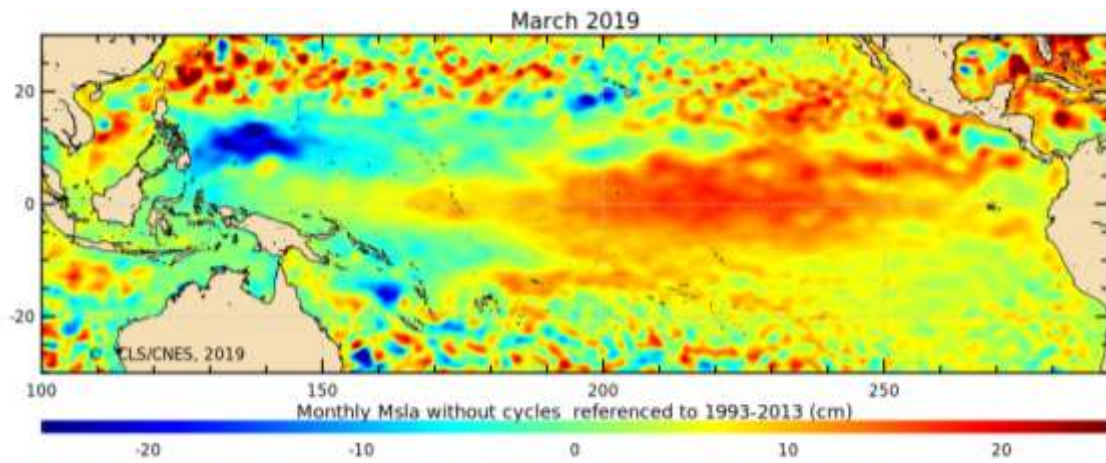 March 2019
20
0
-20
CLS/CNES, 2019
100 150 200 250
Monthly Msla without cycles referenced to 1993-2013 (cm)
-20 -10 0 10 20